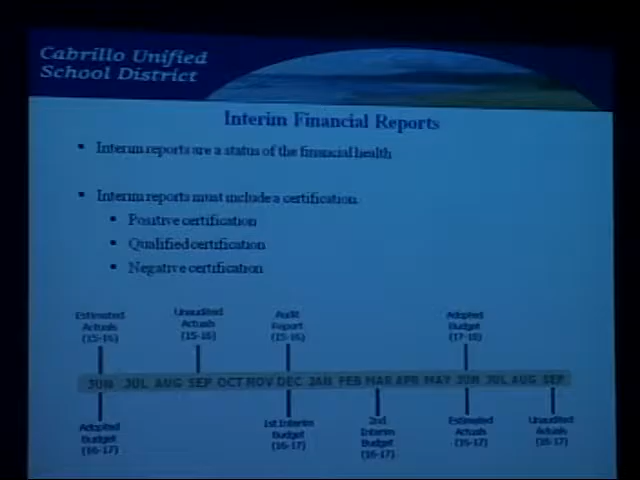 Cabrillo Unified
School District
Interim Financial Reports
Interim reports are a status of the financial health
Interim reports must include a certification.
Positive certification
Qualified certification
Negative certification
Estimated
Actuals
(15-16)
Unaudited
Actuals
(15-16)
Audit
Report
(15-16)
Adopted
Budget
(17-18)
JUN JUL AUG SEP OCT NOV DEC JAN FEB MAR APR MAY JUN JUL AUG SEP
Adopted
Budget
(16-17)
1st Interim
Budget
(16-17)
2nd
Interim
Budget
(16-17)
Estimated
Actuals
(16-17)
Unaudited
Actuals
(16-17)